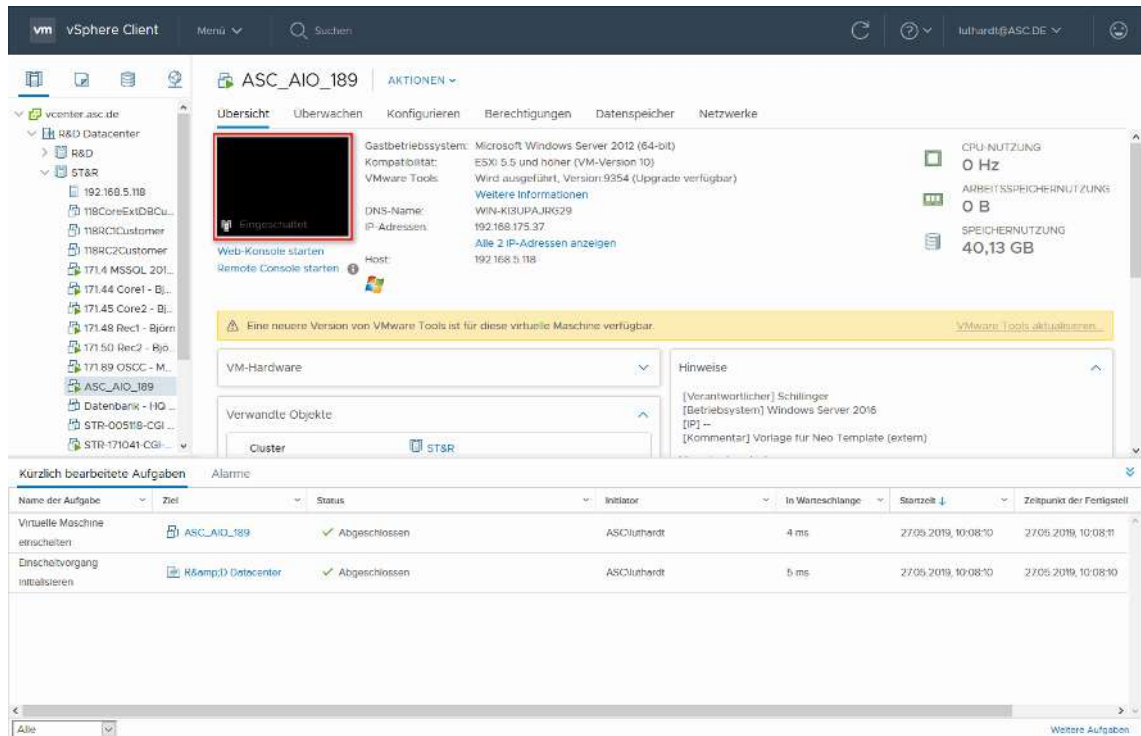 vm vSphere Client Menü Suchen luthardt@ASC.DE
ASC_AIO_189 AKTIONEN
Übersicht Überwachen Konfigurieren Berechtigungen Datenspeicher Netzwerke
vcenter.asc.de
R&D Datacenter
R&D
ST&R
192.168.5.118
118CoreExtDBCu...
118RC1Customer
118RC2Customer
171.4 MSSQL 201...
171.44 Core1 - Bj...
171.45 Core2 - Bj...
171.48 Rec1 - Björn
171.50 Rec2 - Bjö...
171.89 OSCC - M...
ASC_AIO_189
Datenbank - HQ ...
STR-005118-CGI ...
STR-171041-CGI-...
Eingeschaltet
Web-Konsole starten
Remote Console starten
Gastbetriebssystem: Microsoft Windows Server 2012 (64-bit)
Kompatibilität: ESXi 5.5 und höher (VM-Version 10)
VMware Tools: Wird ausgeführt, Version:9354 (Upgrade verfügbar)
Weitere Informationen
DNS-Name: WIN-KI3UPAJRG29
IP-Adressen: 192.168.175.37
Alle 2 IP-Adressen anzeigen
Host: 192.168.5.118
CPU-NUTZUNG
0 Hz
ARBEITSSPEICHERNUTZUNG
0 B
SPEICHERNUTZUNG
40,13 GB
Eine neuere Version von VMware Tools ist für diese virtuelle Maschine verfügbar. VMware Tools aktualisieren...
VM-Hardware
Verwandte Objekte
Cluster ST&R
Hinweise
[Verantwortlicher] Schillinger
[Betriebsystem] Windows Server 2016
[IP] --
[Kommentar] Vorlage für Neo Template (extern)
Kürzlich bearbeitete Aufgaben Alarme
Name der Aufgabe Ziel Status Initiator In Warteschlange Startzeit Zeitpunkt der Fertigstell
Virtuelle Maschine einschalten ASC_AIO_189 Abgeschlossen ASC\luthardt 4 ms 27.05.2019, 10:08:10 27.05.2019, 10:08:11
Einschaltvorgang initialisieren R&amp;D Datacenter Abgeschlossen ASC\luthardt 5 ms 27.05.2019, 10:08:10 27.05.2019, 10:08:10
Alle Weitere Aufgaben